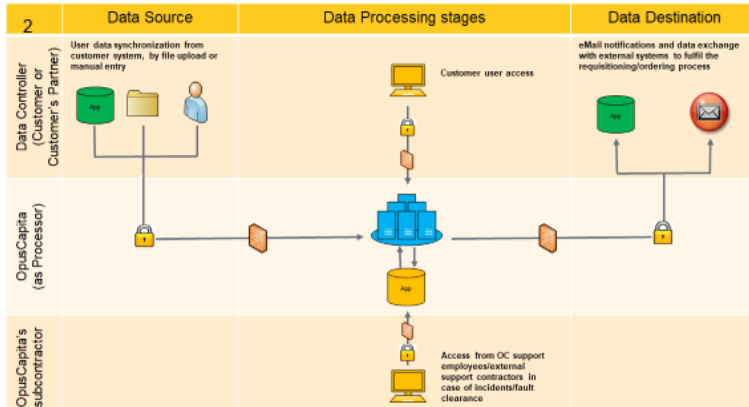 2
Data Source
Data Processing stages
Data Destination
Data Controller
(Customer or
Customer's Partner)
User data synchronization from
customer system, by file upload or
manual entry
App
Customer user access
eMail notifications and data exchange
with external systems to fulfil the
requisitioning/ordering process
App
OpusCapita
(as Processor)
App
OpusCapita's
subcontractor
Access from OC support
employees/external
support contractors in
case of incidents/fault
clearance